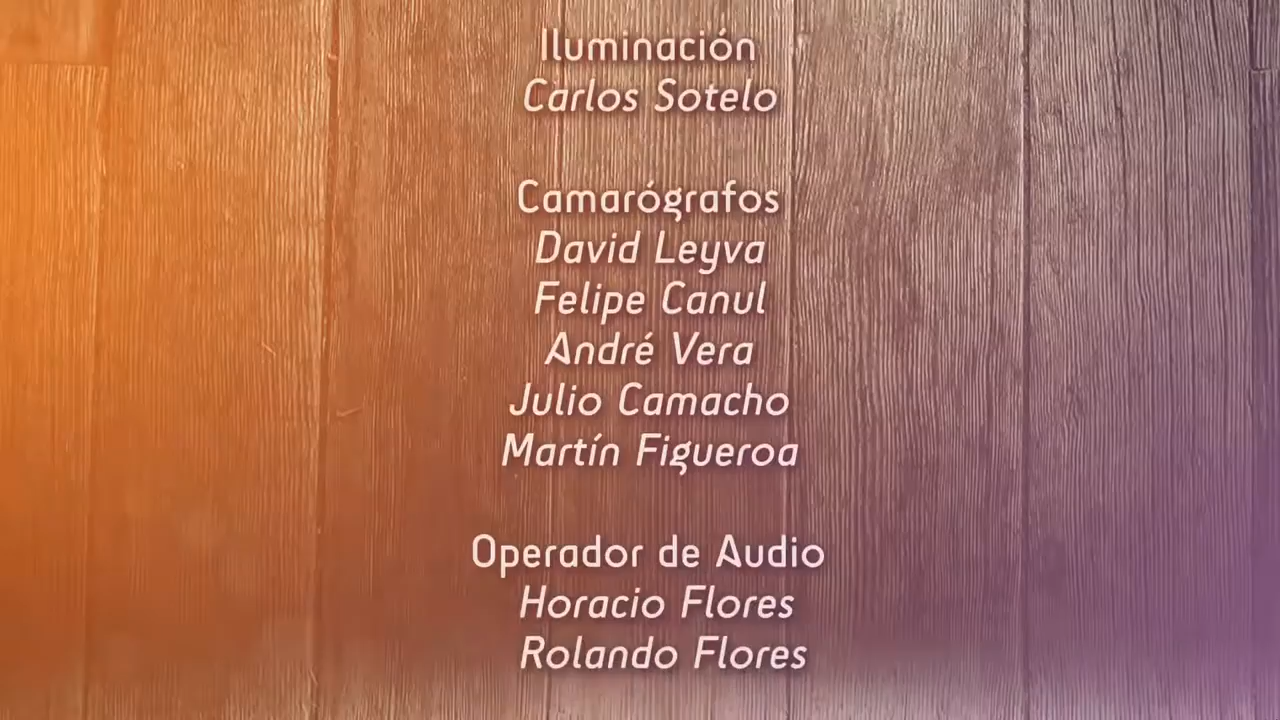 Iluminación
Carlos Sotelo
Camarógrafos
David Leyva
Felipe Canul
André Vera
Julio Camacho
Martín Figueroa
Operador de Audio
Horacio Flores
Rolando Flores